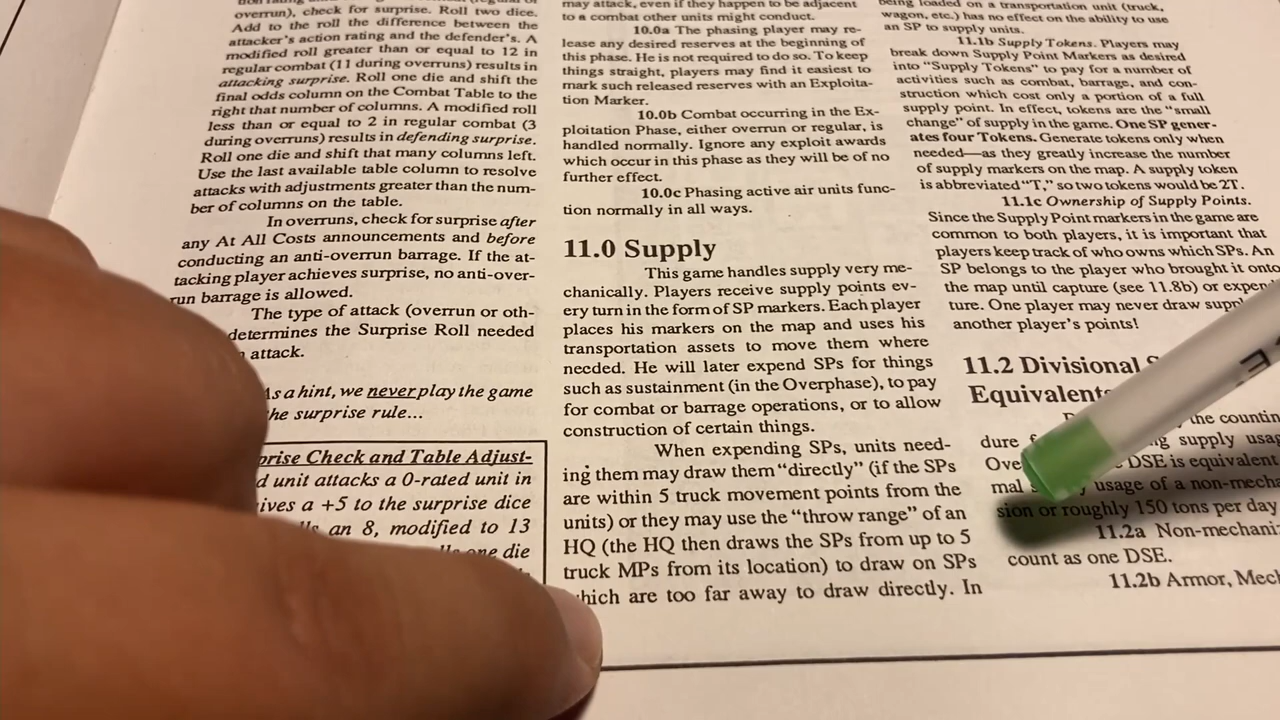 overrun), check for surprise. Roll two dice.
Add to the roll the difference between the
attacker's action rating and the defender's. A
modified roll greater than or equal to 12 in
regular combat (11 during overruns) results in
attacking surprise. Roll one die and shift the
final odds column on the Combat Table to the
right that number of columns. A modified roll
less than or equal to 2 in regular combat (3
during overruns) results in defending surprise.
Roll one die and shift that many columns left.
Use the last available table column to resolve
attacks with adjustments greater than the num-
ber of columns on the table.
In overruns, check for surprise after
any At All Costs announcements and before
conducting an anti-overrun barrage. If the at-
tacking player achieves surprise, no anti-over-
run barrage is allowed.
The type of attack (overrun or oth-
determines the Surprise Roll needed
attack.
As a hint, we never play the game
surprise rule...
Check and Table Adjust-
unit attacks a 0-rated unit in
a +5 to the surprise dice
an 8, modified to 13
one die
may attack, even if they happen to be adjacent
to a combat other units might conduct.
10.0a The phasing player may re-
lease any desired reserves at the beginning of
this phase. He is not required to do so. To keep
things straight, players may find it easiest to
mark such released reserves with an Exploita-
tion Marker.
10.0b Combat occurring in the Ex-
ploitation Phase, either overrun or regular, is
handled normally. Ignore any exploit awards
which occur in this phase as they will be of no
further effect.
10.0c Phasing active air units func-
tion normally in all ways.
11.0 Supply
This game handles supply very me-
chanically. Players receive supply points ev-
ery turn in the form of SP markers. Each player
places his markers on the map and uses his
transportation assets to move them where
needed. He will later expend SPs for things
such as sustainment (in the Overphase), to pay
for combat or barrage operations, or to allow
construction of certain things.
When expending SPs, units need-
ing them may draw them "directly" (if the SPs
are within 5 truck movement points from the
units) or they may use the "throw range" of an
HQ (the HQ then draws the SPs from up to 5
truck MPs from its location) to draw on SPs
which are too far away to draw directly. In
being loaded on a transportation unit (truck,
wagon, etc.) has no effect on the ability to use
an SP to supply units.
11.1b Supply Tokens. Players may
break down Supply Point Markers as desired
into "Supply Tokens" to pay for a number of
activities such as combat, barrage, and con-
struction which cost only a portion of a full
supply point. In effect, tokens are the "small
change" of supply in the game. One SP gener-
ates four Tokens. Generate tokens only when
needed—as they greatly increase the number
of supply markers on the map. A supply token
is abbreviated "T," so two tokens would be 2T.
11.1c Ownership of Supply Points.
Since the Supply Point markers in the game are
common to both players, it is important that
players keep track of who owns which SPs. An
SP belongs to the player who brought it onto
the map until capture (see 11.8b) or
ture. One player may never draw
another player's points!
11.2 Divisional
Equivalents
the
dure supply
DSE is equivalent
usage of a
sion or roughly 150 tons per day
11.2a
count as one DSE.
11.2b Armor,